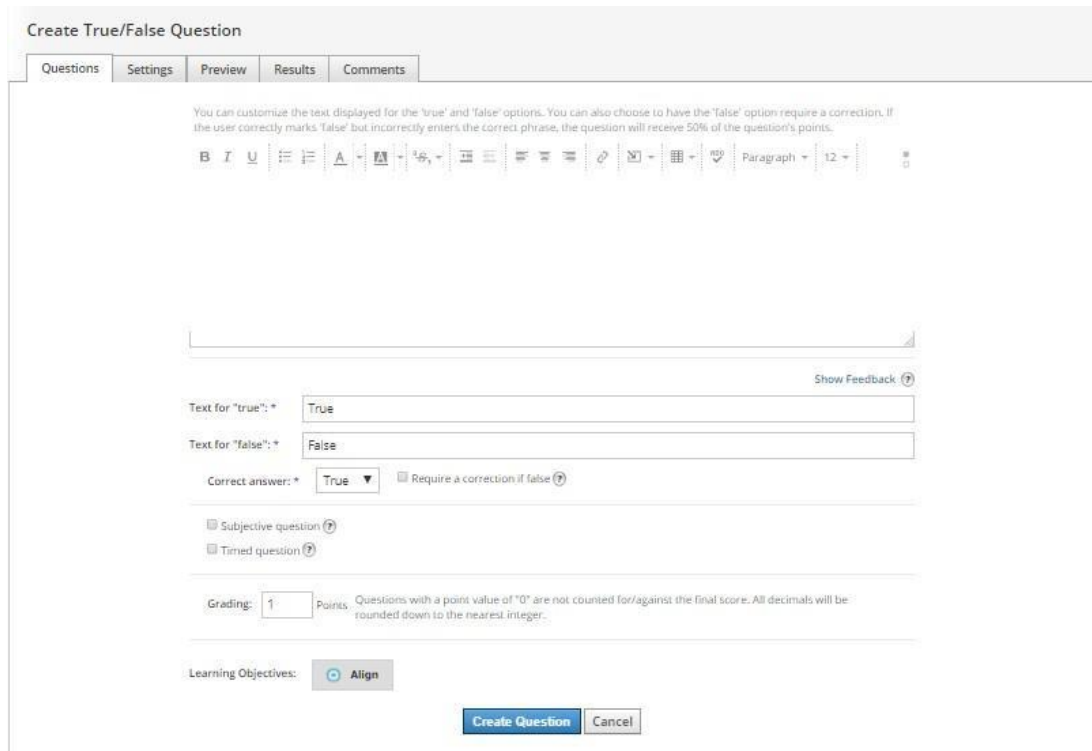 Create True/False Question
Questions Settings Preview Results Comments
You can customize the text displayed for the 'true' and 'false' options. You can also choose to have the 'false' option require a correction. If
the user correctly marks 'false' but incorrectly enters the correct phrase, the question will receive 50% of the question's points.
B I U A A Paragraph 12
Show Feedback ?
Text for "true": * True
Text for "false": * False
Correct answer: * True Require a correction if false ?
Subjective question ?
Timed question ?
Grading: 1 Points Questions with a point value of "0" are not counted for/against the final score. All decimals will be
rounded down to the nearest integer.
Learning Objectives: Align
Create Question Cancel